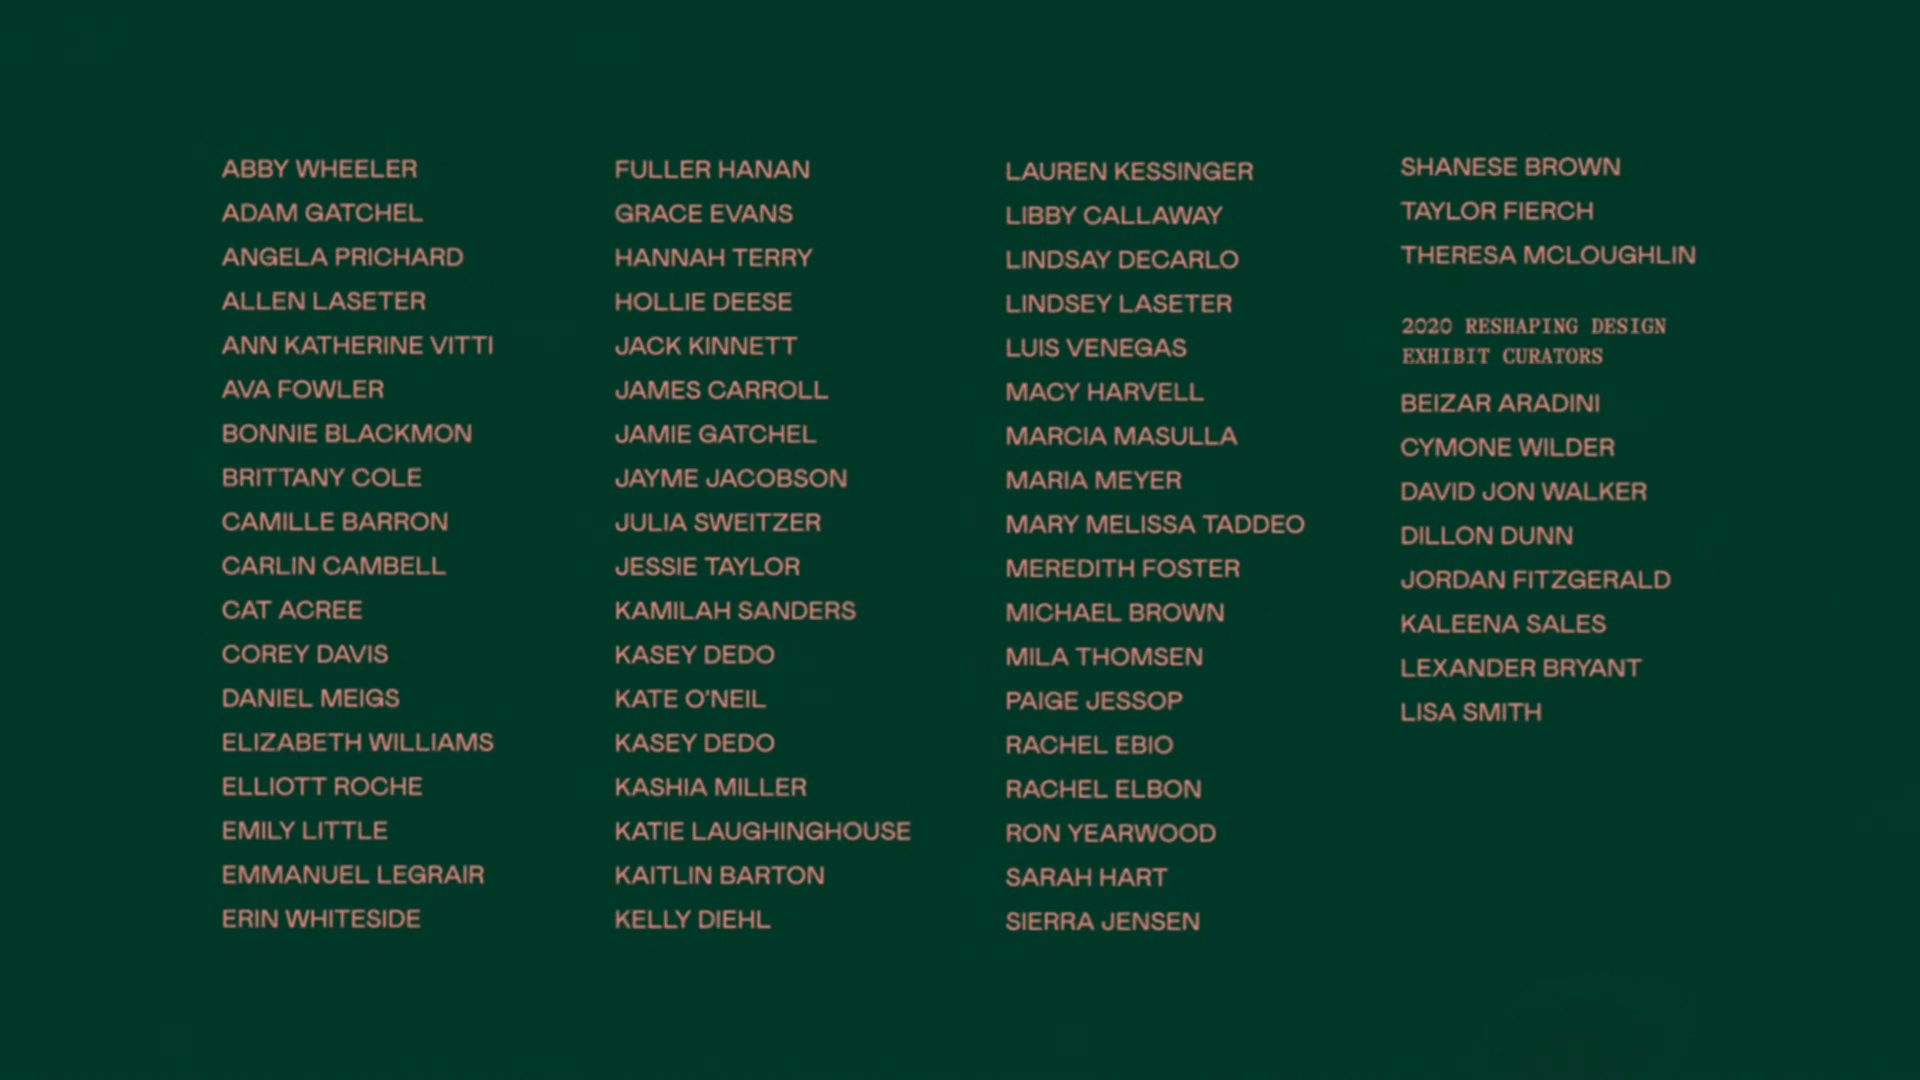 ABBY WHEELER
ADAM GATCHEL
ANGELA PRICHARD
ALLEN LASETER
ANN KATHERINE VITTI
AVA FOWLER
BONNIE BLACKMON
BRITTANY COLE
CAMILLE BARRON
CARLIN CAMBELL
CAT ACREE
COREY DAVIS
DANIEL MEIGS
ELIZABETH WILLIAMS
ELLIOTT ROCHE
EMILY LITTLE
EMMANUEL LEGRAIR
ERIN WHITESIDE
FULLER HANAN
GRACE EVANS
HANNAH TERRY
HOLLIE DEESE
JACK KINNETT
JAMES CARROLL
JAMIE GATCHEL
JAYME JACOBSON
JULIA SWEITZER
JESSIE TAYLOR
KAMILAH SANDERS
KASEY DEDO
KATE O'NEIL
KASEY DEDO
KASHIA MILLER
KATIE LAUGHINGHOUSE
KAITLIN BARTON
KELLY DIEHL
LAUREN KESSINGER
LIBBY CALLAWAY
LINDSAY DECARLO
LINDSEY LASETER
LUIS VENEGAS
MACY HARVELL
MARCIA MASULLA
MARIA MEYER
MARY MELISSA TADDEO
MEREDITH FOSTER
MICHAEL BROWN
MILA THOMSEN
PAIGE JESSOP
RACHEL EBIO
RACHEL ELBON
RON YEARWOOD
SARAH HART
SIERRA JENSEN
SHANESE BROWN
TAYLOR FIERCH
THERESA MCLOUGHLIN
2020 RESHAPING DESIGN
EXHIBIT CURATORS
BEIZAR ARADINI
CYMONE WILDER
DAVID JON WALKER
DILLON DUNN
JORDAN FITZGERALD
KALEENA SALES
LEXANDER BRYANT
LISA SMITH